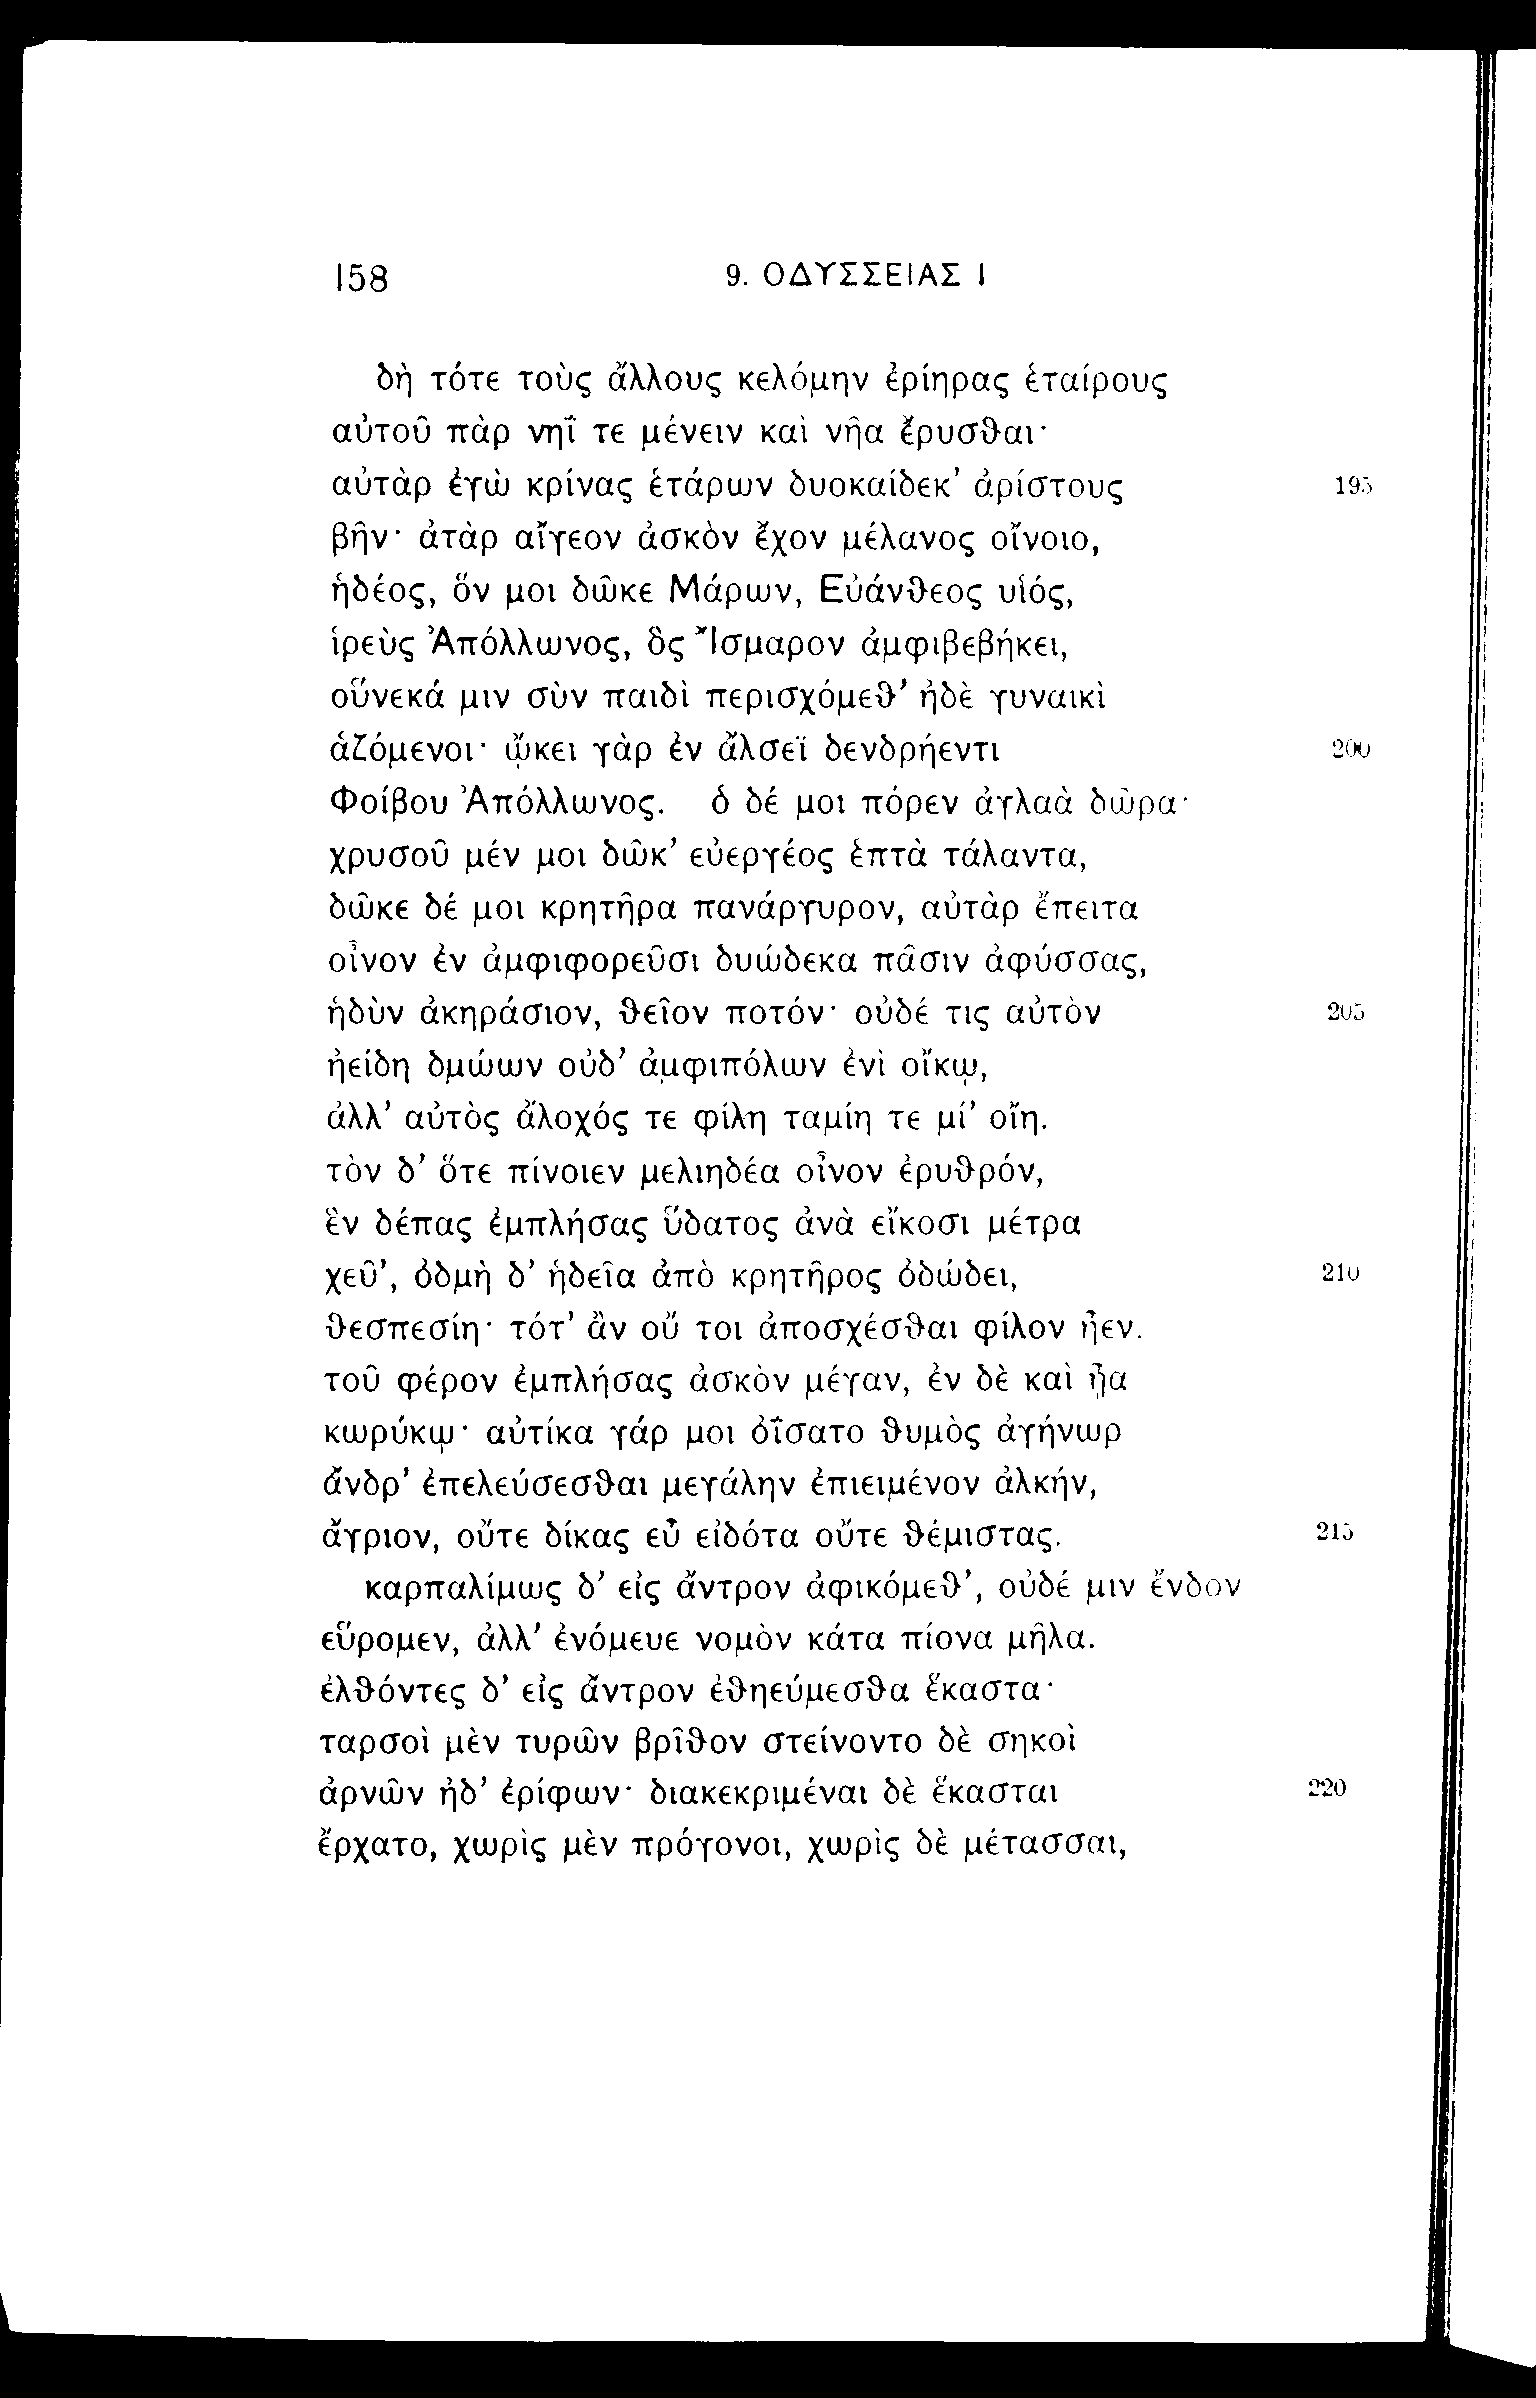 158 9. ΟΔΥΣΣΕΙΑΣ Ι
δὴ τότε τοὺς ἄλλους κελόμην ἐρίηρας ἑταίρους
αὐτοῦ πὰρ νηΐ τε μένειν καὶ νῆα ἔρυσθαι·
αὐτὰρ ἐγὼ κρίνας ἑτάρων δυοκαίδεκ’ ἀρίστους 195
βῆν· ἀτὰρ αἴγεον ἀσκὸν ἔχον μέλανος οἴνοιο,
ἡδέος, ὅν μοι δῶκε Μάρων, Εὐάνθεος υἱός,
ἱρεὺς Ἀπόλλωνος, ὃς Ἴσμαρον ἀμφιβεβήκει,
οὕνεκά μιν σὺν παιδὶ περισχόμεθ’ ἠδὲ γυναικὶ
ἁζόμενοι· ᾤκει γὰρ ἐν ἄλσεϊ δενδρήεντι 200
Φοίβου Ἀπόλλωνος. ὁ δέ μοι πόρεν ἀγλαὰ δῶρα·
χρυσοῦ μέν μοι δῶκ’ εὐεργέος ἑπτὰ τάλαντα,
δῶκε δέ μοι κρητῆρα πανάργυρον, αὐτὰρ ἔπειτα
οἶνον ἐν ἀμφιφορεῦσι δυώδεκα πᾶσιν ἀφύσσας,
ἡδὺν ἀκηράσιον, θεῖον ποτόν· οὐδέ τις αὐτὸν 205
ἠείδη δμώων οὐδ’ ἀμφιπόλων ἐνὶ οἴκῳ,
ἀλλ’ αὐτὸς ἄλοχός τε φίλη ταμίη τε μί’ οἴη.
τὸν δ’ ὅτε πίνοιεν μελιηδέα οἶνον ἐρυθρόν,
ἓν δέπας ἐμπλήσας ὕδατος ἀνὰ εἴκοσι μέτρα
χεῦ’, ὀδμὴ δ’ ἡδεῖα ἀπὸ κρητῆρος ὀδώδει, 210
θεσπεσίη· τότ’ ἂν οὔ τοι ἀποσχέσθαι φίλον ἦεν.
τοῦ φέρον ἐμπλήσας ἀσκὸν μέγαν, ἐν δὲ καὶ ᾖα
κωρύκῳ· αὐτίκα γάρ μοι ὀΐσατο θυμὸς ἀγήνωρ
ἄνδρ’ ἐπελεύσεσθαι μεγάλην ἐπιειμένον ἀλκήν,
ἄγριον, οὔτε δίκας εὖ εἰδότα οὔτε θέμιστας. 215
καρπαλίμως δ’ εἰς ἄντρον ἀφικόμεθ’, οὐδέ μιν ἔνδον
εὕρομεν, ἀλλ’ ἐνόμευε νομὸν κάτα πίονα μῆλα.
ἐλθόντες δ’ εἰς ἄντρον ἐθηεύμεσθα ἕκαστα·
ταρσοὶ μὲν τυρῶν βρῖθον στείνοντο δὲ σηκοὶ
ἀρνῶν ἠδ’ ἐρίφων· διακεκριμέναι δὲ ἕκασται 220
ἔρχατο, χωρὶς μὲν πρόγονοι, χωρὶς δὲ μέτασσαι,